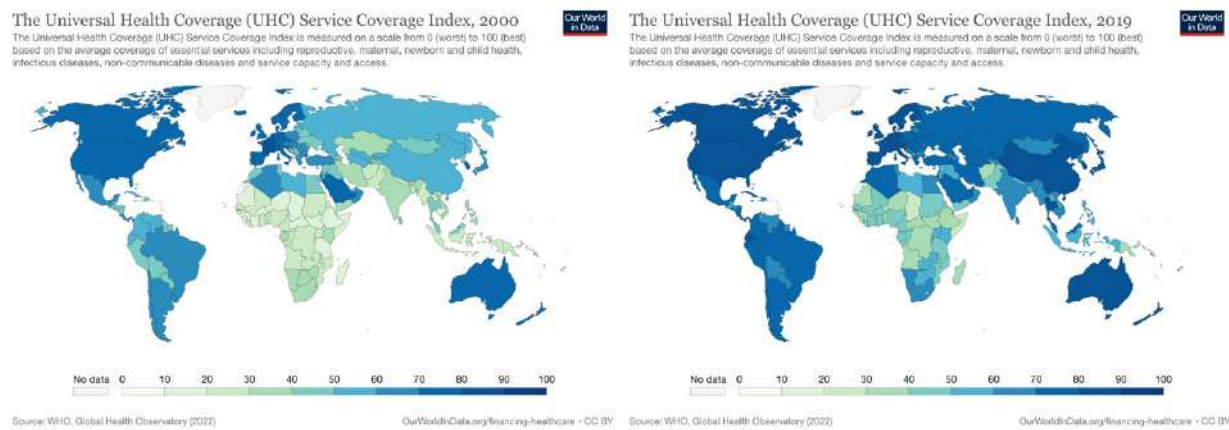 The Universal Health Coverage (UHC) Service Coverage Index, 2000
Our World
in Data
The Universal Health Coverage (UHC) Service Coverage Index is measured on a scale from 0 (worst) to 100 (best)
based on the average coverage of essential services including reproductive, maternal, newborn and child health,
infectious diseases, non-communicable diseases and service capacity and access.
No data 0 10 20 30 40 50 60 70 80 90 100
Source: WHO, Global Health Observatory (2022)
OurWorldInData.org/financing-healthcare • CC BY
The Universal Health Coverage (UHC) Service Coverage Index, 2019
Our World
in Data
The Universal Health Coverage (UHC) Service Coverage Index is measured on a scale from 0 (worst) to 100 (best)
based on the average coverage of essential services including reproductive, maternal, newborn and child health,
infectious diseases, non-communicable diseases and service capacity and access.
No data 0 10 20 30 40 50 60 70 80 90 100
Source: WHO, Global Health Observatory (2022)
OurWorldInData.org/financing-healthcare • CC BY